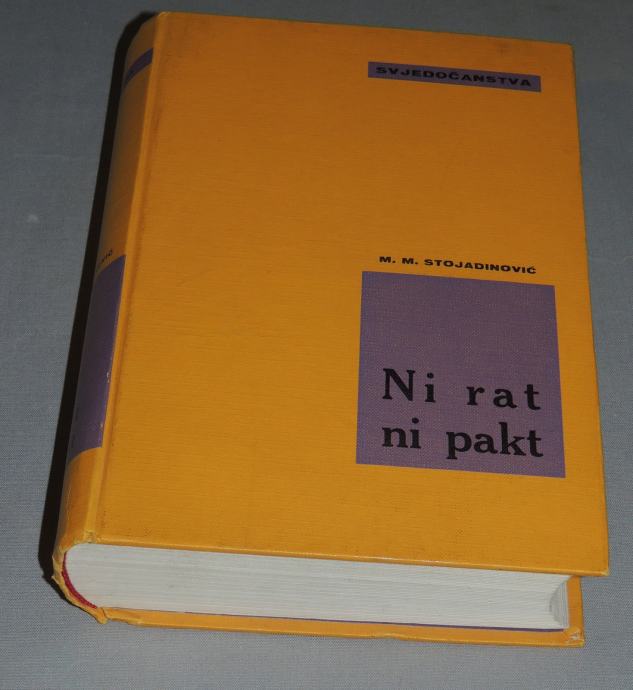 SVJEDOČANSTVA
M. M. STOJADINOVIĆ
Ni rat
ni pakt